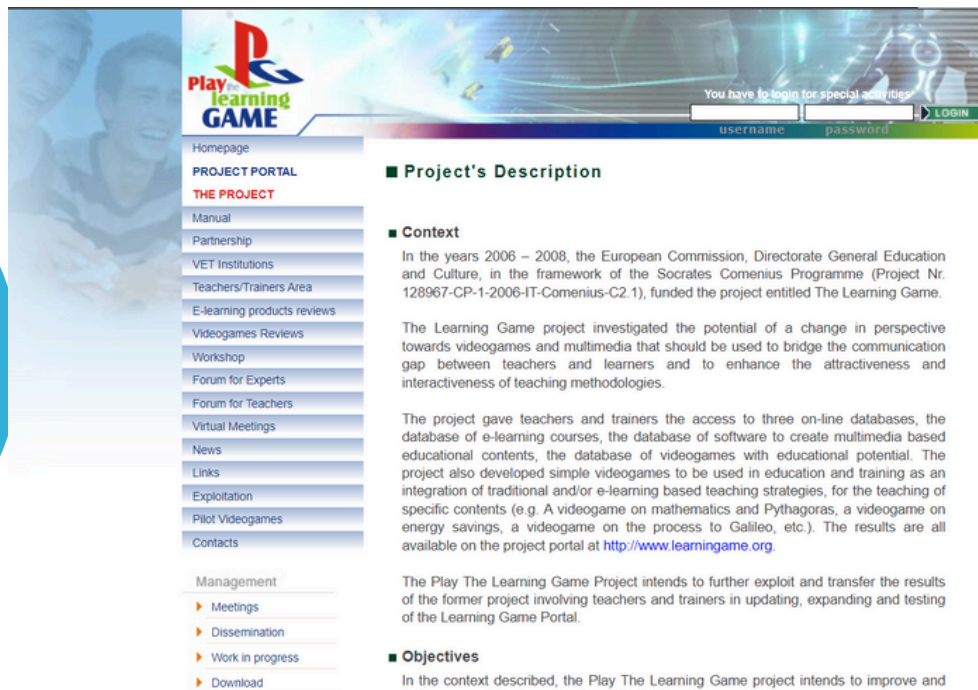 Play the
learning
GAME
You have to login for special activities
LOGIN
username password
Homepage
PROJECT PORTAL
THE PROJECT
Manual
Partnership
VET Institutions
Teachers/Trainers Area
E-learning products reviews
Videogames Reviews
Workshop
Forum for Experts
Forum for Teachers
Virtual Meetings
News
Links
Exploitation
Pilot Videogames
Contacts
Management
Meetings
Dissemination
Work in progress
Download
Project's Description
Context
In the years 2006 – 2008, the European Commission, Directorate General Education
and Culture, in the framework of the Socrates Comenius Programme (Project Nr.
128967-CP-1-2006-IT-Comenius-C2.1), funded the project entitled The Learning Game.
The Learning Game project investigated the potential of a change in perspective
towards videogames and multimedia that should be used to bridge the communication
gap between teachers and learners and to enhance the attractiveness and
interactiveness of teaching methodologies.
The project gave teachers and trainers the access to three on-line databases, the
database of e-learning courses, the database of software to create multimedia based
educational contents, the database of videogames with educational potential. The
project also developed simple videogames to be used in education and training as an
integration of traditional and/or e-learning based teaching strategies, for the teaching of
specific contents (e.g. A videogame on mathematics and Pythagoras, a videogame on
energy savings, a videogame on the process to Galileo, etc.). The results are all
available on the project portal at http://www.learningame.org.
The Play The Learning Game Project intends to further exploit and transfer the results
of the former project involving teachers and trainers in updating, expanding and testing
of the Learning Game Portal.
Objectives
In the context described, the Play The Learning Game project intends to improve and